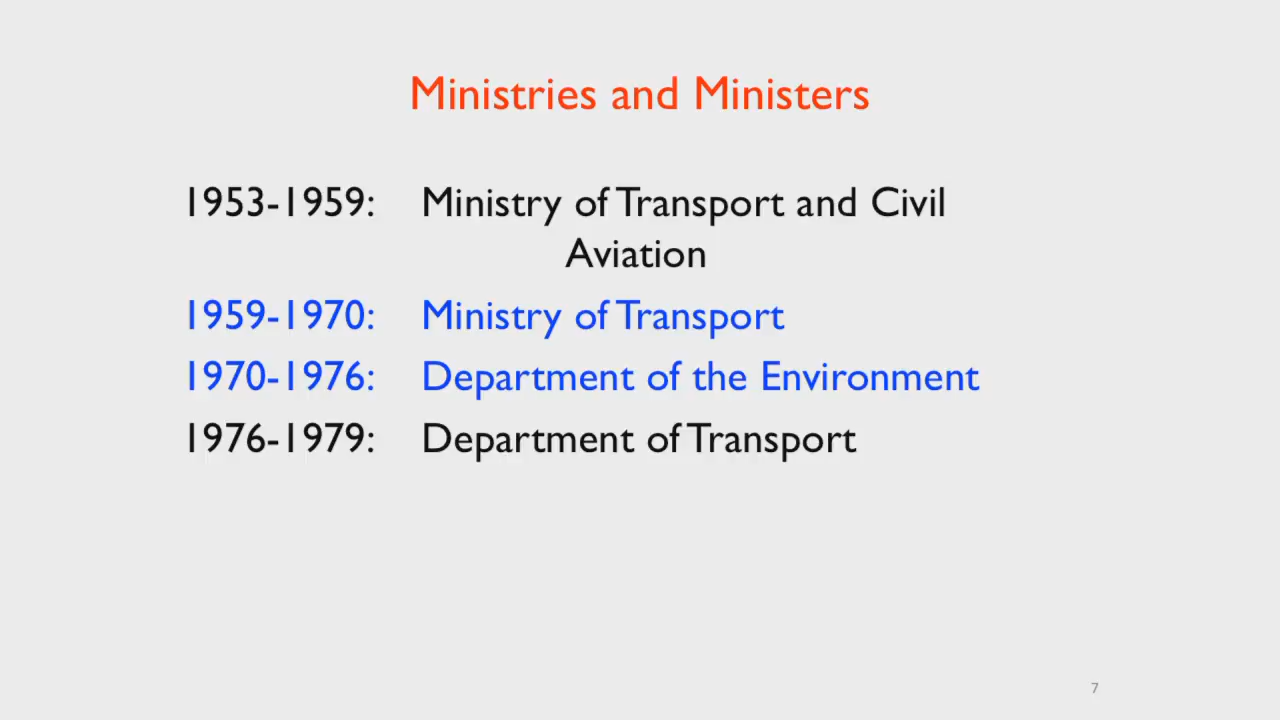 Ministries and Ministers
1953-1959: Ministry of Transport and Civil
Aviation
1959-1970: Ministry of Transport
1970-1976: Department of the Environment
1976-1979: Department of Transport
7